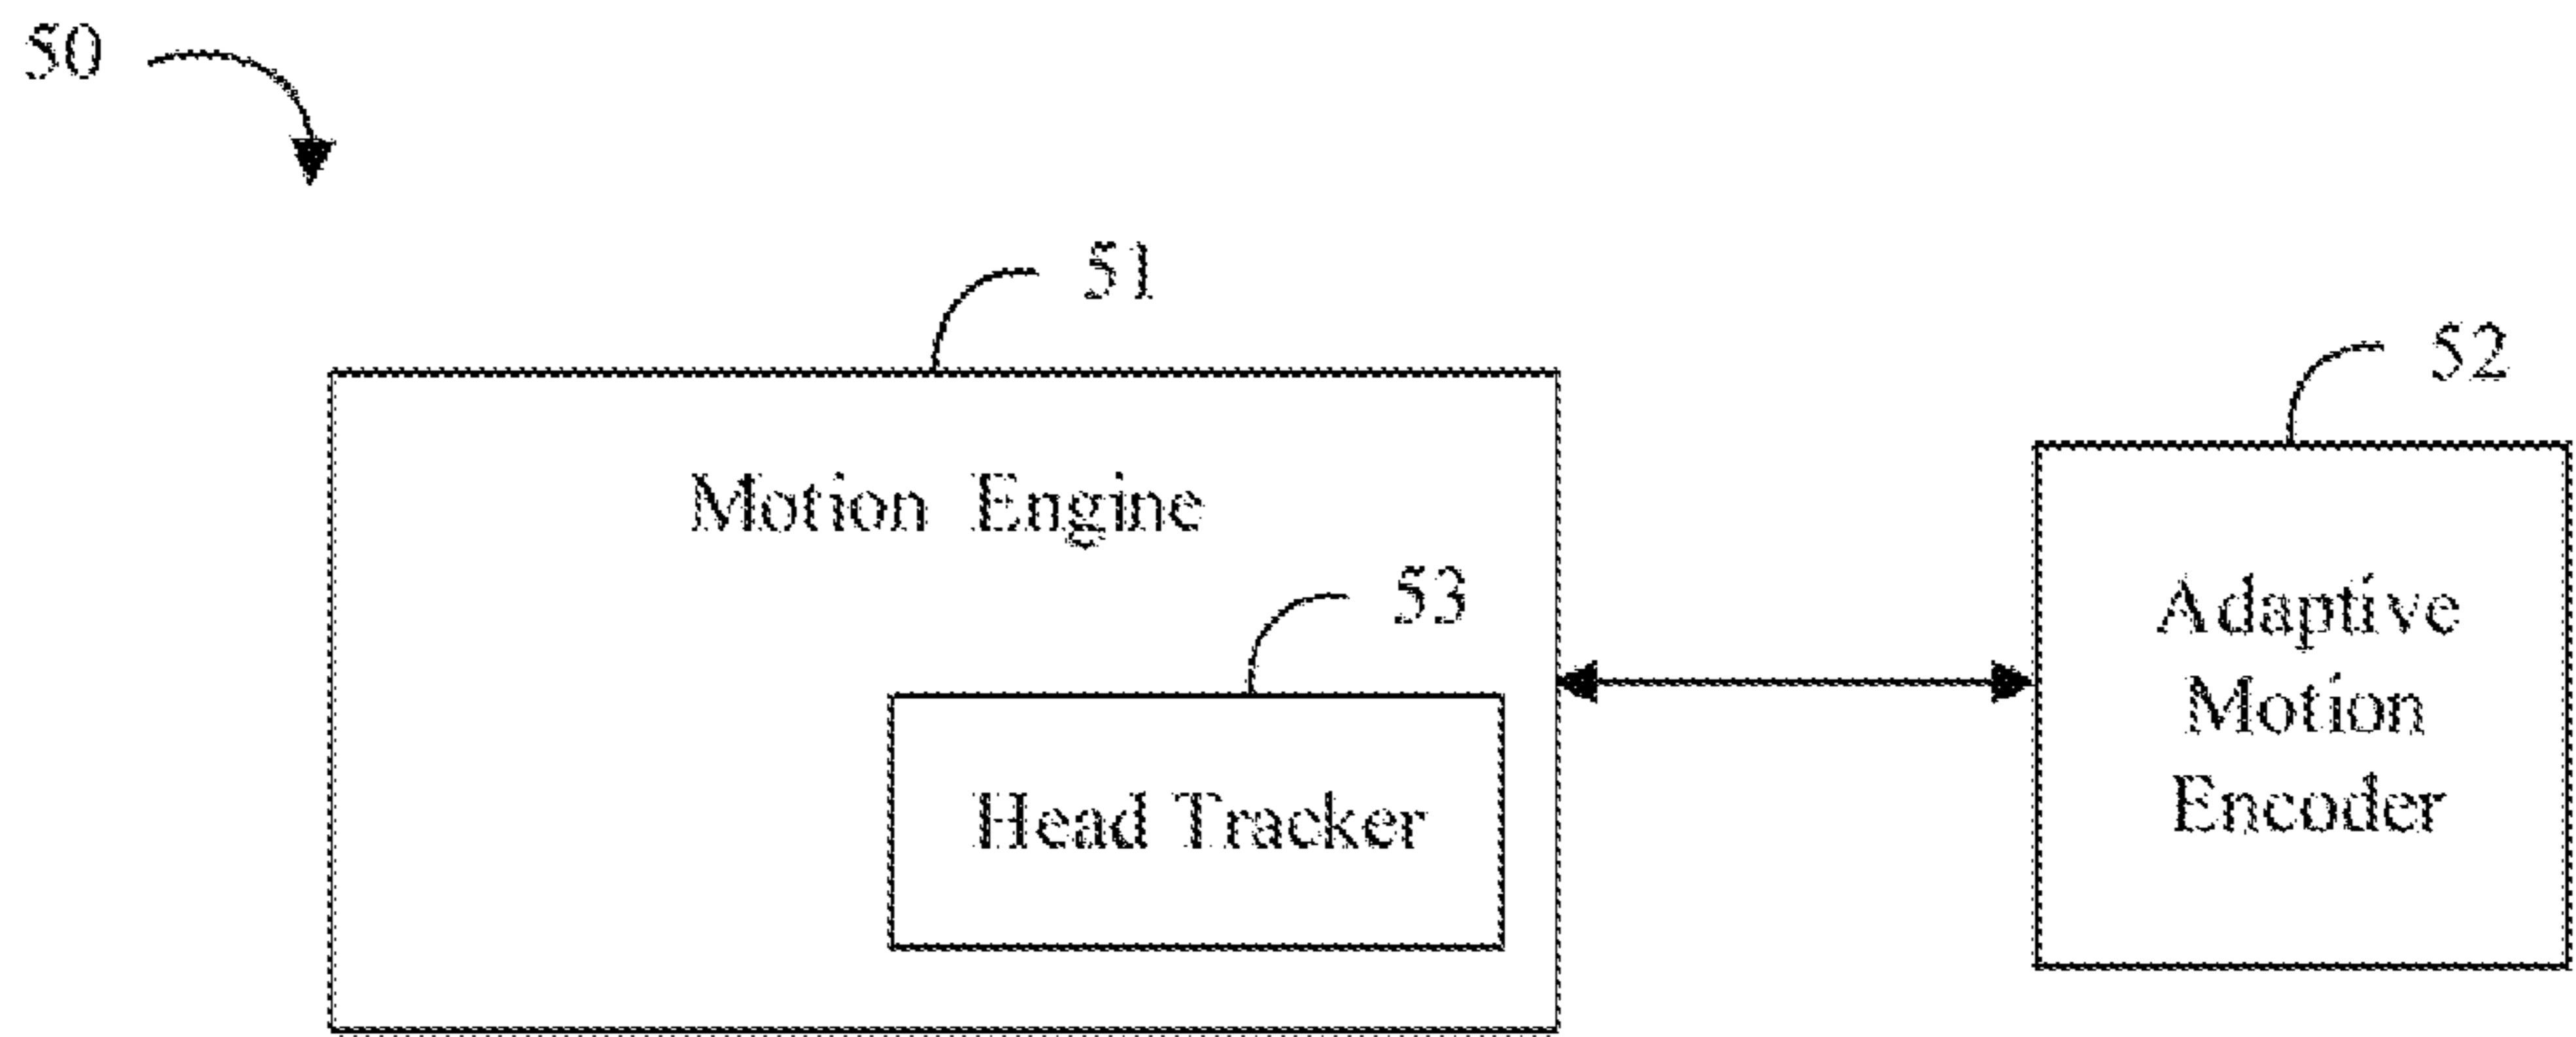 50
51
52
Motion Engine
53
Adaptive
Motion
Encoder
Head Tracker